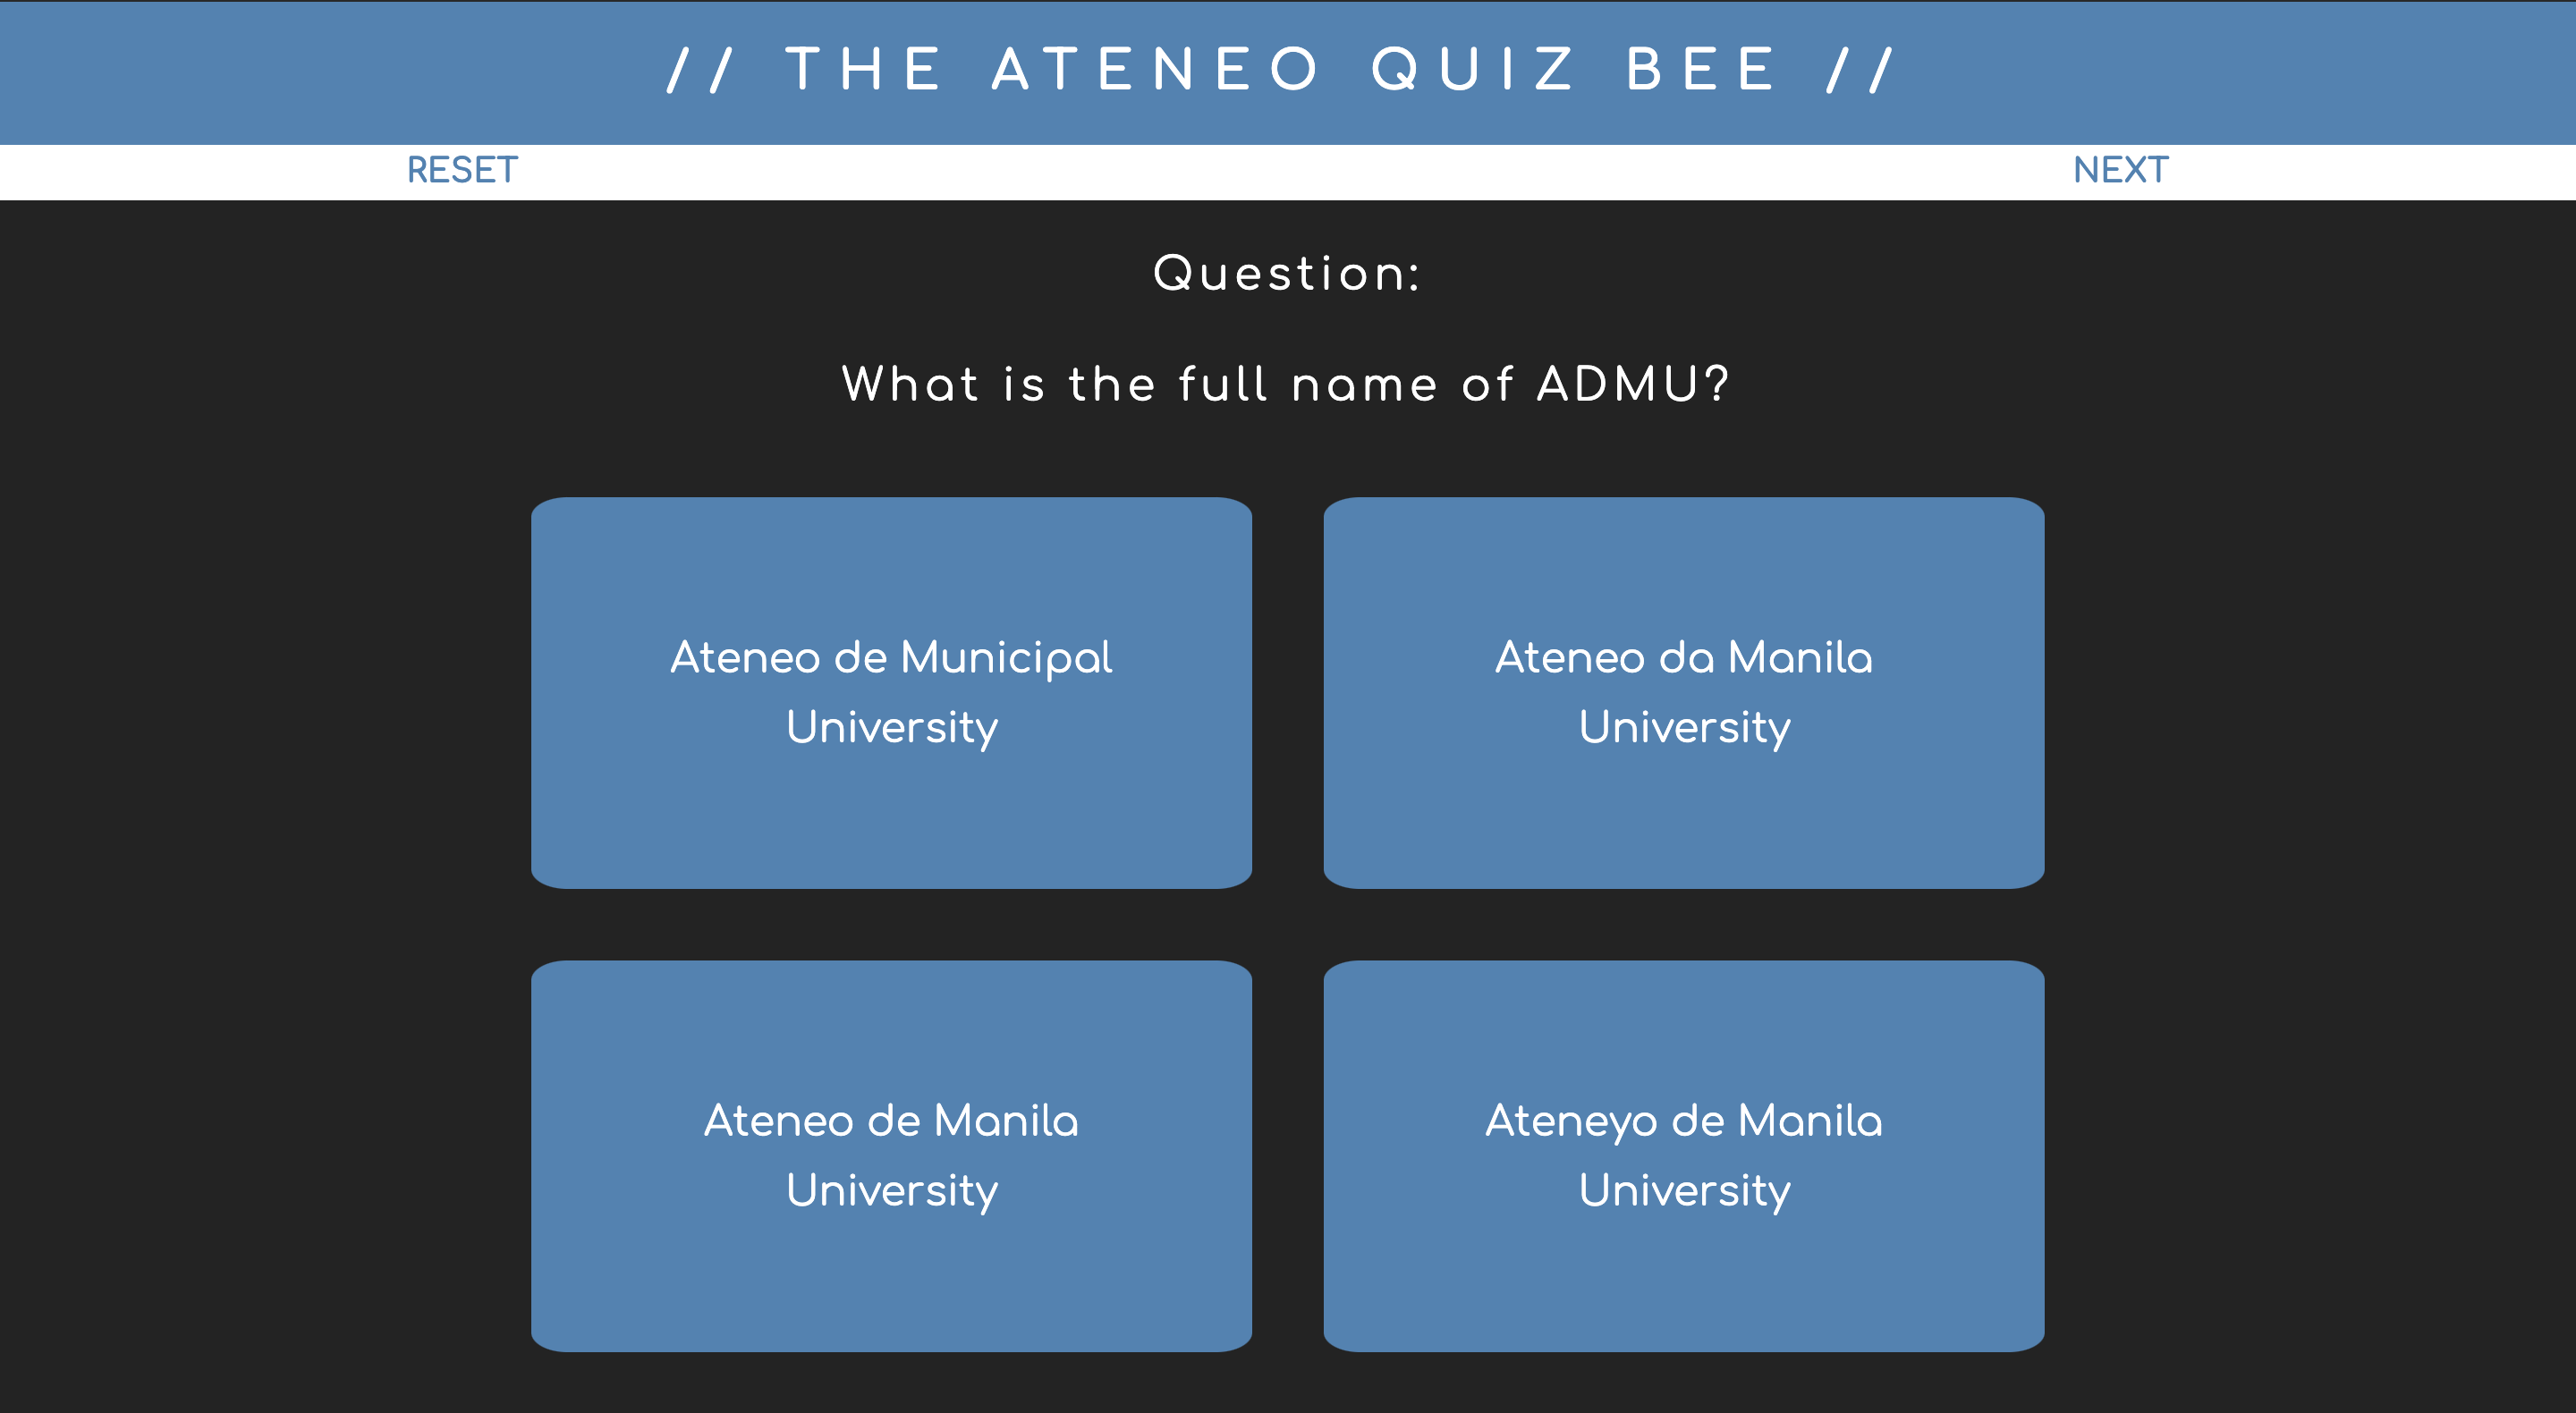 // THE ATENEO QUIZ BEE //
RESET
NEXT
Question:
What is the full name of ADMU?
Ateneo de Municipal
University
Ateneo da Manila
University
Ateneo de Manila
University
Ateneyo de Manila
University